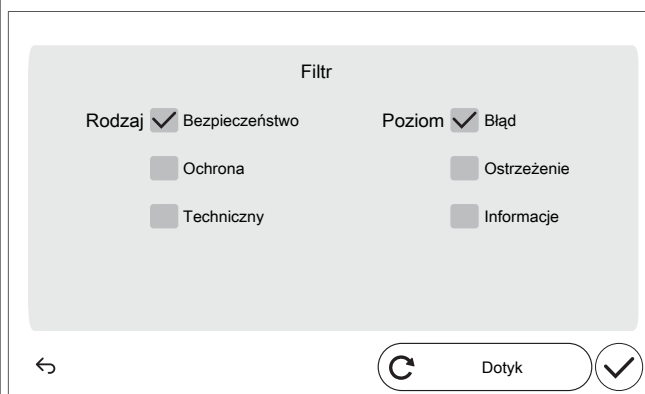 Filtr
Rodzaj Bezpieczeństwo Poziom Błąd
Ochrona Ostrzeżenie
Techniczny Informacje
Dotyk